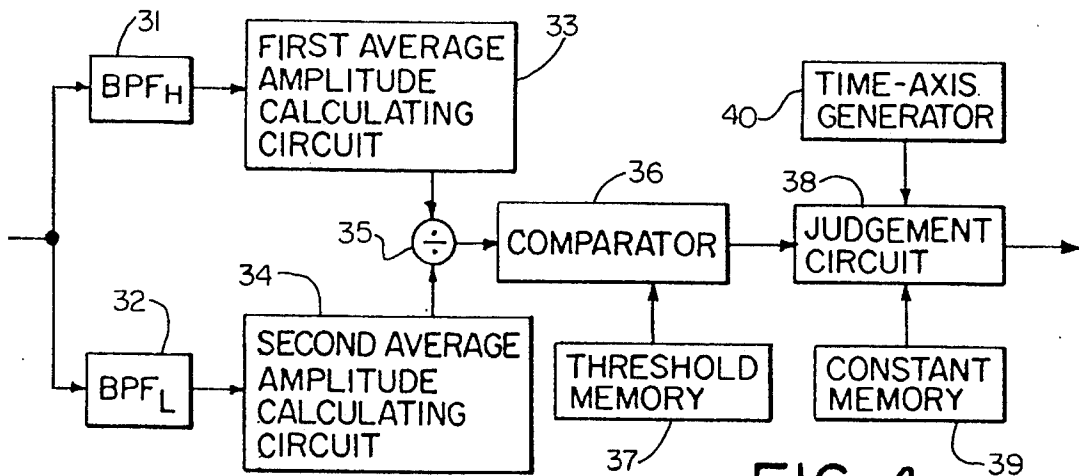 31
BPFH
FIRST AVERAGE
AMPLITUDE
CALCULATING
CIRCUIT
33
TIME-AXIS
GENERATOR
40
36
38
35
÷
COMPARATOR
JUDGEMENT
CIRCUIT
32
BPFL
34
SECOND AVERAGE
AMPLITUDE
CALCULATING
CIRCUIT
THRESHOLD
MEMORY
37
CONSTANT
MEMORY
39